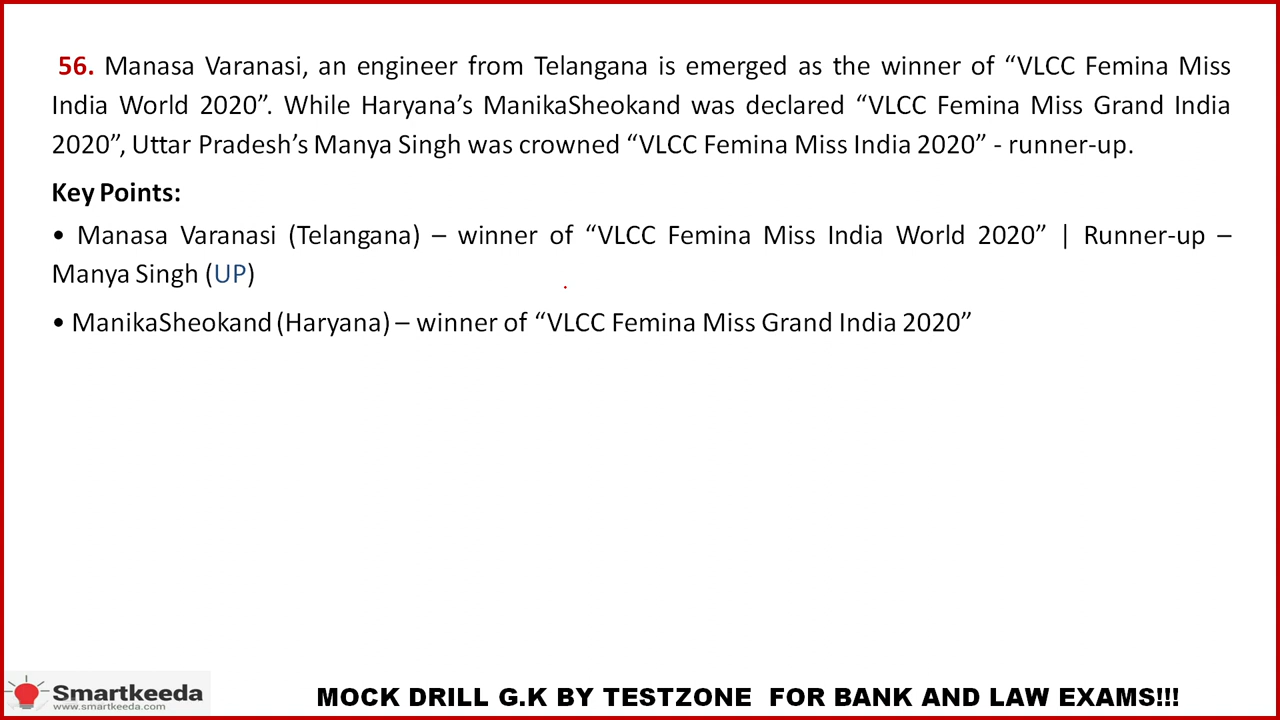 56. Manasa Varanasi, an engineer from Telangana is emerged as the winner of “VLCC Femina Miss
India World 2020”. While Haryana’s ManikaSheokand was declared “VLCC Femina Miss Grand India
2020”, Uttar Pradesh’s Manya Singh was crowned “VLCC Femina Miss India 2020” - runner-up.
Key Points:
• Manasa Varanasi (Telangana) – winner of “VLCC Femina Miss India World 2020” | Runner-up –
Manya Singh (UP)
• ManikaSheokand (Haryana) – winner of “VLCC Femina Miss Grand India 2020”
Smartkeeda
www.smartkeeda.com
MOCK DRILL G.K BY TESTZONE FOR BANK AND LAW EXAMS!!!